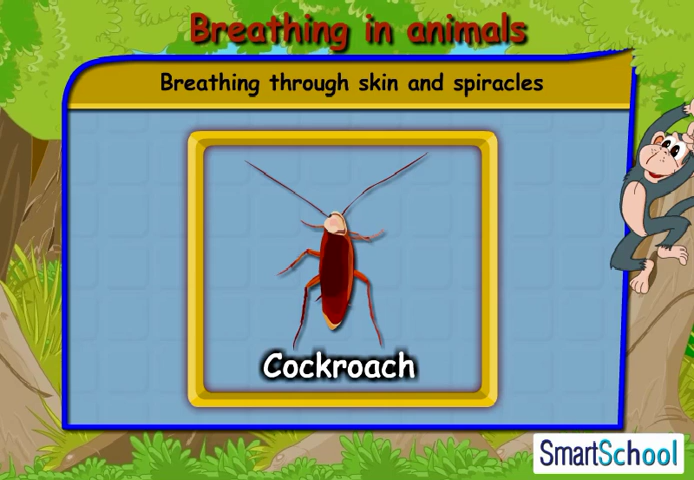 Breathing in animals
Breathing through skin and spiracles
Cockroach
SmartSchool